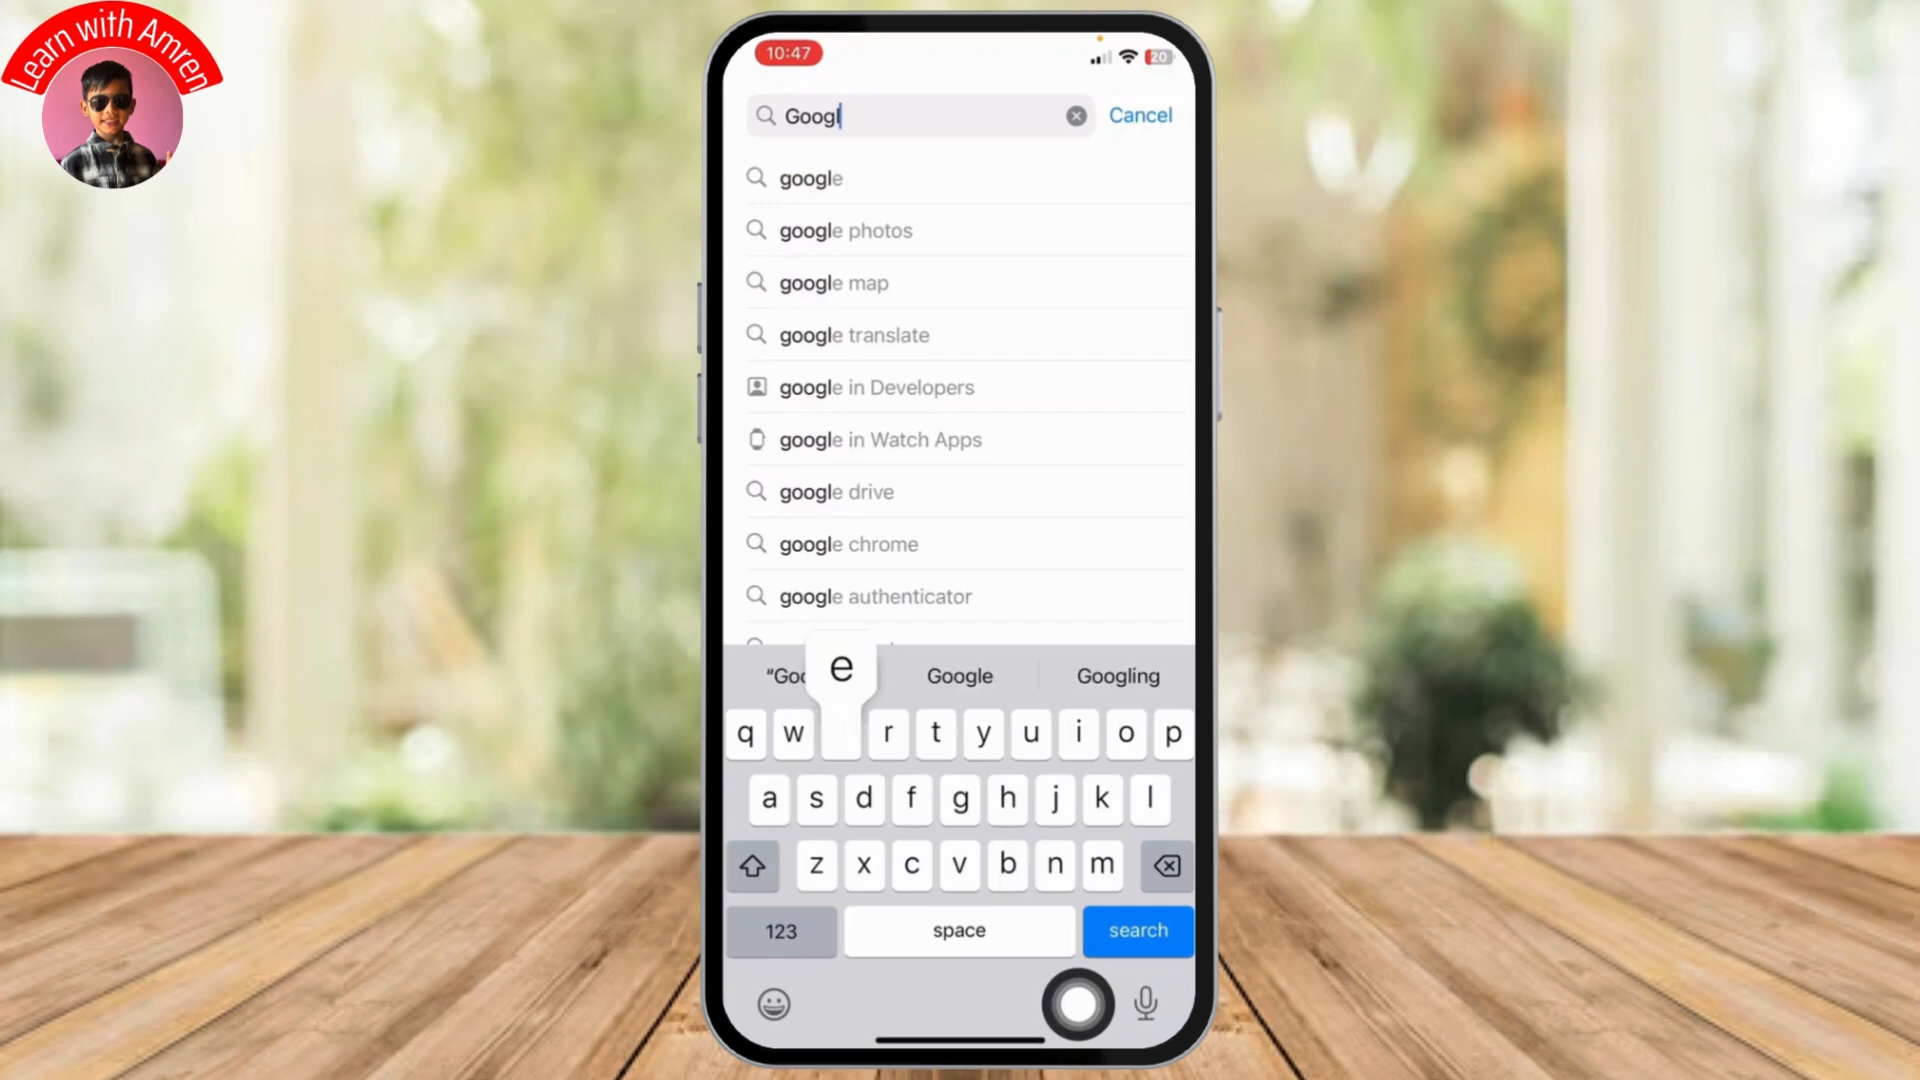 Learn with Amren
10:47
20
Googl
Cancel
google
google photos
google map
google translate
google in Developers
google in Watch Apps
google drive
google chrome
google authenticator
e
Google
Googling
q w r t y u i o p
a s d f g h j k l
z x c v b n m
123
space
search